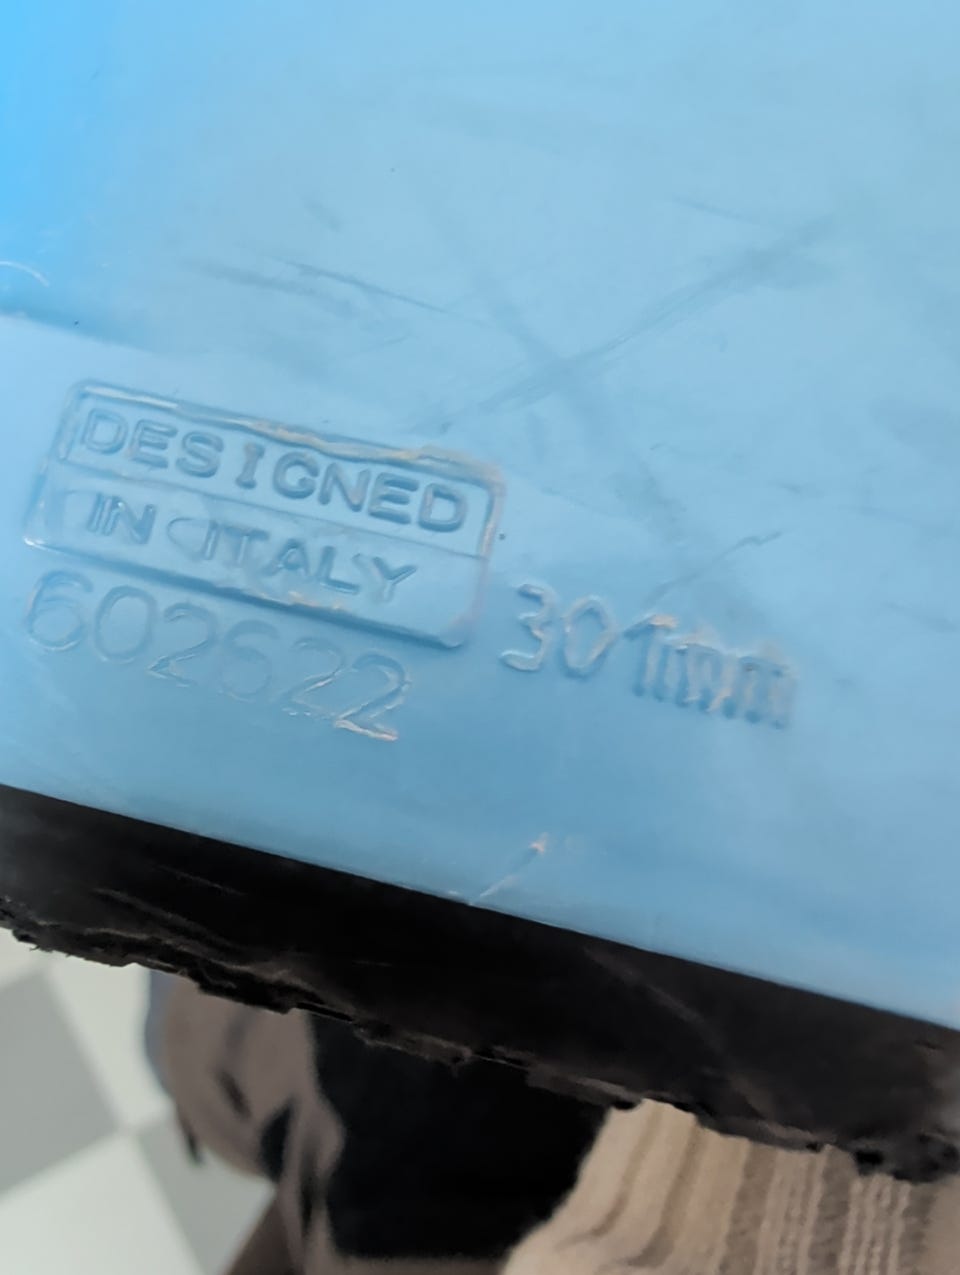 DESIGNED
IN ITALY
602622
301mm